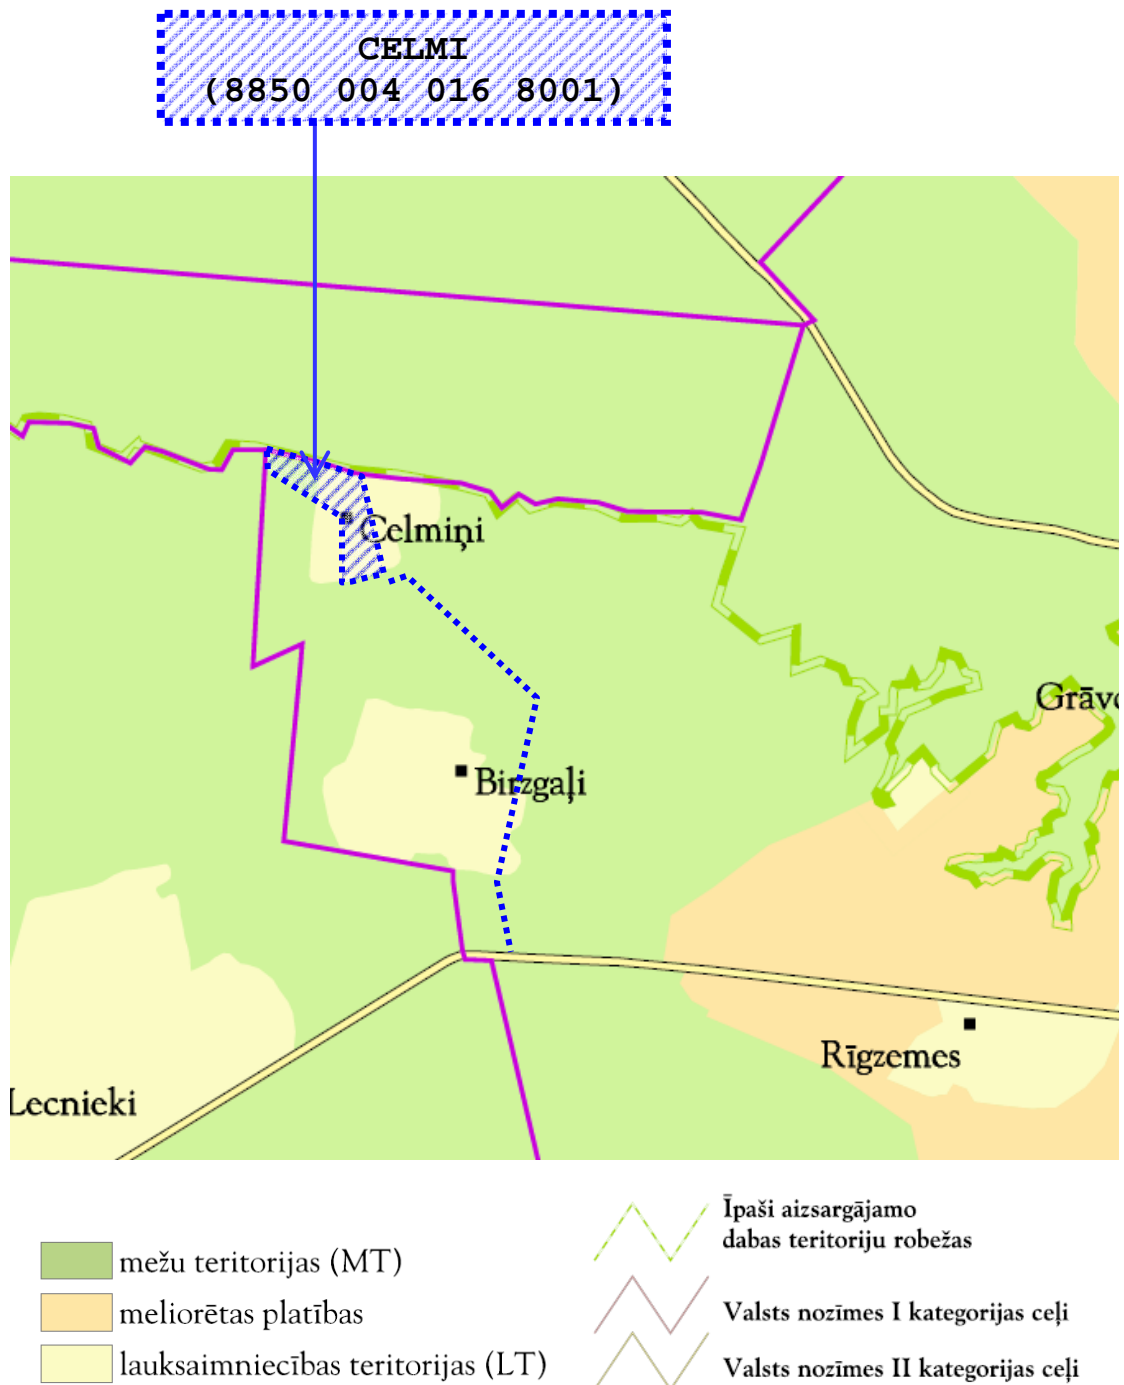 CELMI
(8850 004 016 8001)
Celmiņi
Grāvc
Birzgaļi
Rīgzemes
Lecnieki
mežu teritorijas (MT)
meliorētas platības
lauksaimniecības teritorijas (LT)
Īpaši aizsargājamo
dabas teritoriju robežas
Valsts nozīmes I kategorijas ceļi
Valsts nozīmes II kategorijas ceļi